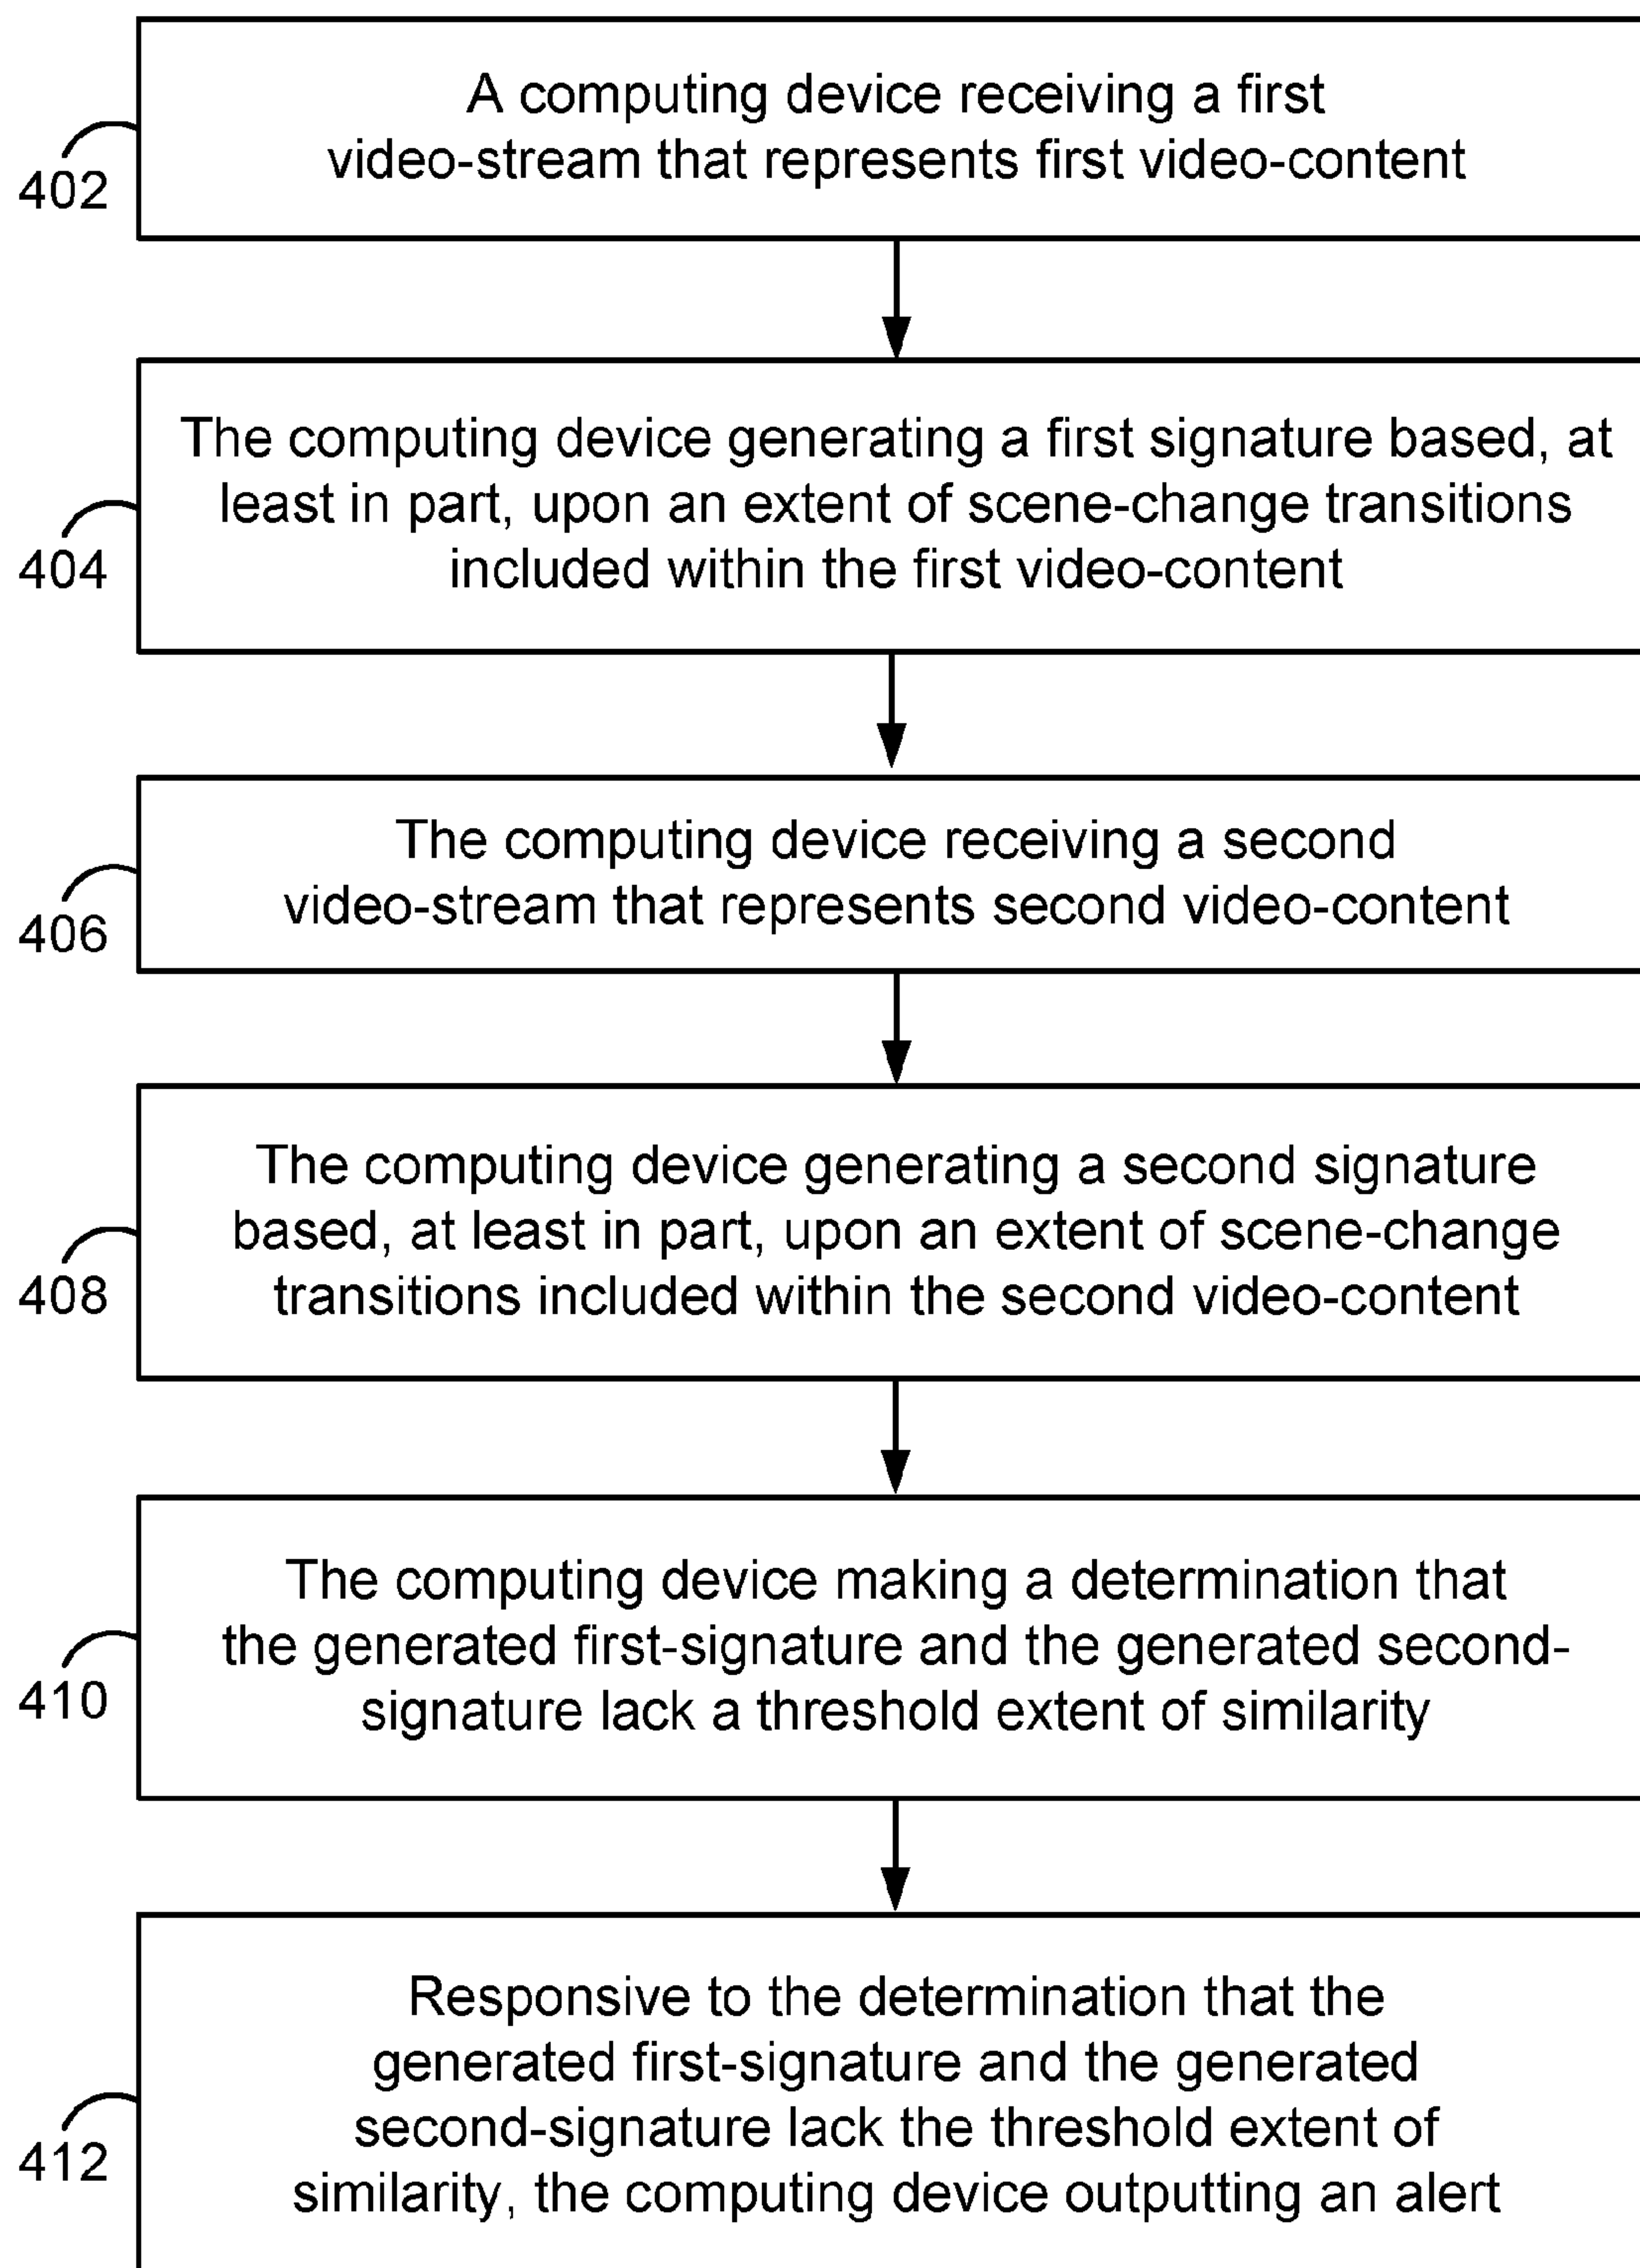 A computing device receiving a first
video-stream that represents first video-content
402
The computing device generating a first signature based, at
least in part, upon an extent of scene-change transitions
included within the first video-content
404
The computing device receiving a second
video-stream that represents second video-content
406
The computing device generating a second signature
based, at least in part, upon an extent of scene-change
transitions included within the second video-content
408
The computing device making a determination that
the generated first-signature and the generated second-
signature lack a threshold extent of similarity
410
Responsive to the determination that the
generated first-signature and the generated
second-signature lack the threshold extent of
similarity, the computing device outputting an alert
412